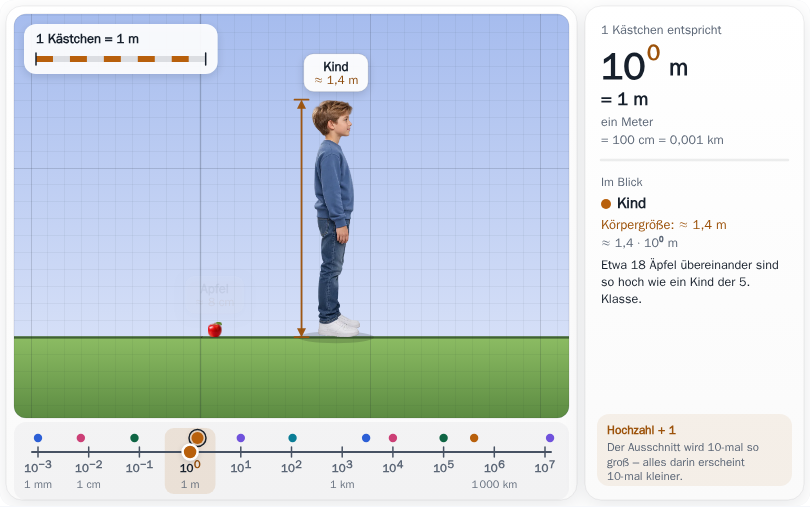 1 Kästchen = 1 m
Kind
≈ 1,4 m
Apfel
10⁻³
10⁻²
10⁻¹
10⁰
10¹
10²
10³
10⁴
10⁵
10⁶
10⁷
1 mm
1 cm
1 m
1 km
1 000 km
1 Kästchen entspricht
10⁰ m
= 1 m
ein Meter
= 100 cm = 0,001 km
Im Blick
Kind
Körpergröße: ≈ 1,4 m
≈ 1,4 · 10⁰ m
Etwa 18 Äpfel übereinander sind
so hoch wie ein Kind der 5.
Klasse.
Hochzahl + 1
Der Ausschnitt wird 10-mal so
groß – alles darin erscheint
10-mal kleiner.